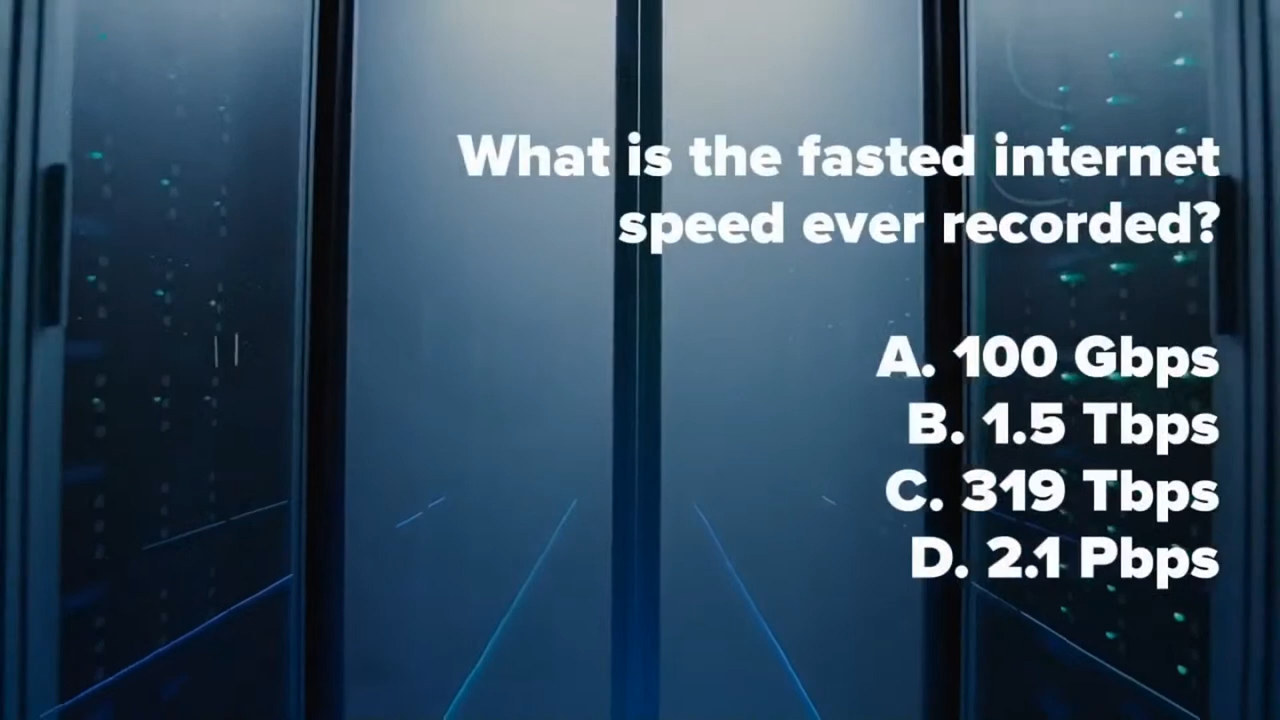 What is the fasted internet
speed ever recorded?
A. 100 Gbps
B. 1.5 Tbps
C. 319 Tbps
D. 2.1 Pbps